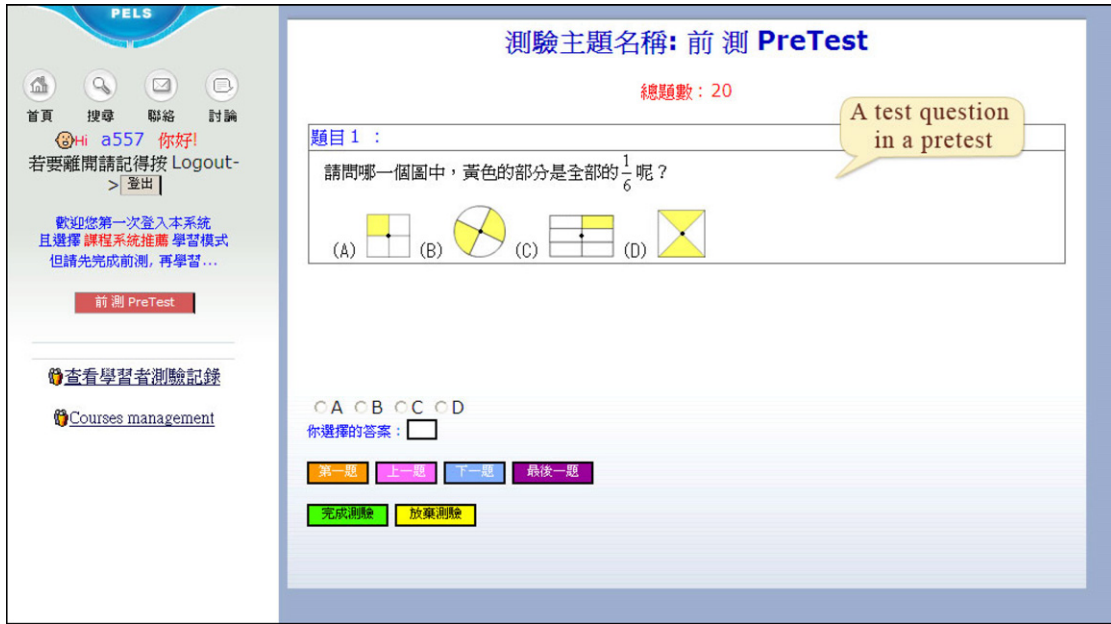 PELS
首頁 搜尋 聯絡 討論
Hi a557 你好!
若要離開請記得按 Logout-
> 登出
歡迎您第一次登入本系統
且選擇 課程系統推薦 學習模式
但請先完成前測, 再學習...
前 測 PreTest
查看學習者測驗記錄
Courses management
測驗主題名稱: 前 測 PreTest
總題數：20
A test question
in a pretest
題目1 ：
請問哪一個圖中，黃色的部分是全部的 1/6 呢？
(A) (B) (C) (D)
A B C D
你選擇的答案：
第一題 上一題 下一題 最後一題
完成測驗 放棄測驗